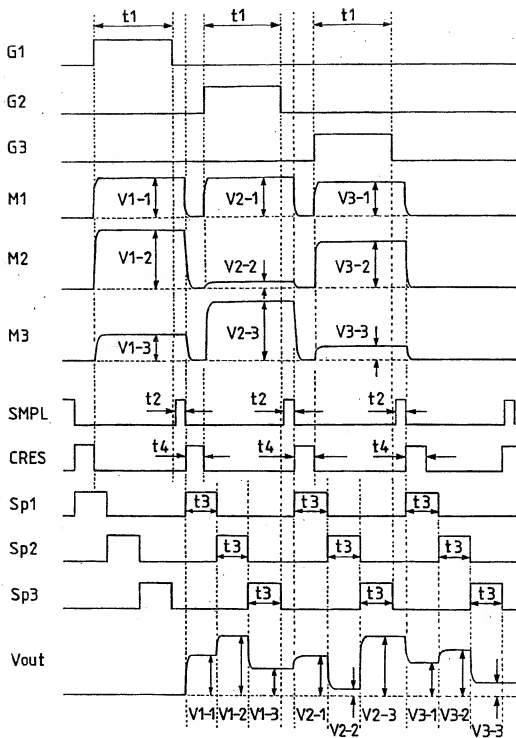 t1 t1 t1
G1
G2
G3
M1 V1-1 V2-1 V3-1
M2 V1-2 V2-2 V3-2
M3 V1-3 V2-3 V3-3
SMPL t2 t2 t2
CRES t4 t4 t4
Sp1 t3 t3 t3
Sp2 t3 t3 t3
Sp3 t3 t3 t3
Vout
V1-1 V1-2 V1-3 V2-1 V2-2 V2-3 V3-1 V3-2 V3-3